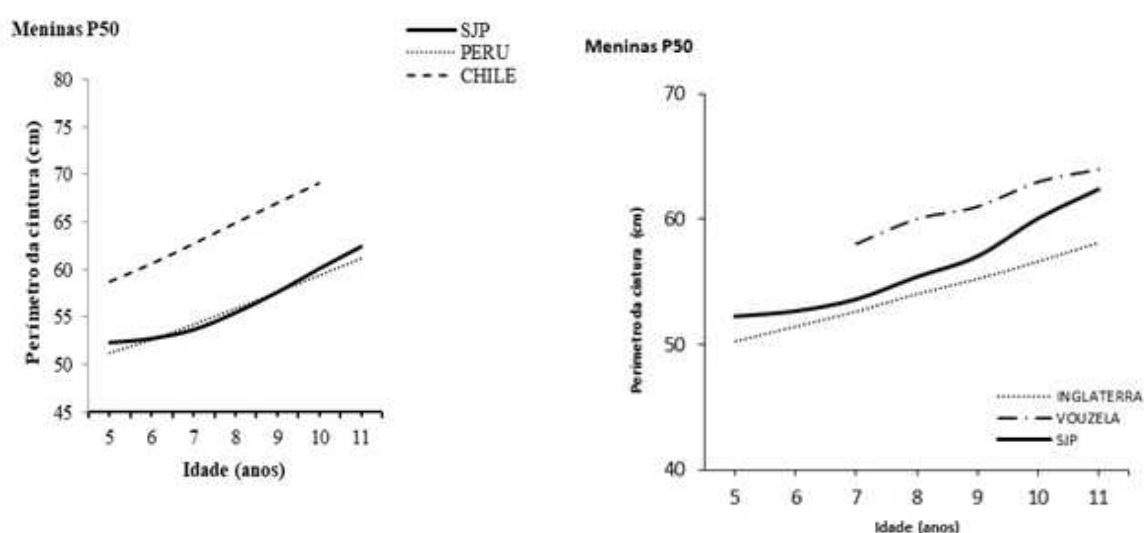 Meninas P50
SJP
PERU
CHILE
80
75
70
65
60
55
50
45
Perímetro da cintura (cm)
5 6 7 8 9 10 11
Idade (anos)
Meninas P50
70
60
50
40
Perimetro da cintura (cm)
INGLATERRA
VOUZELA
SJP
5 6 7 8 9 10 11
Idade (anos)